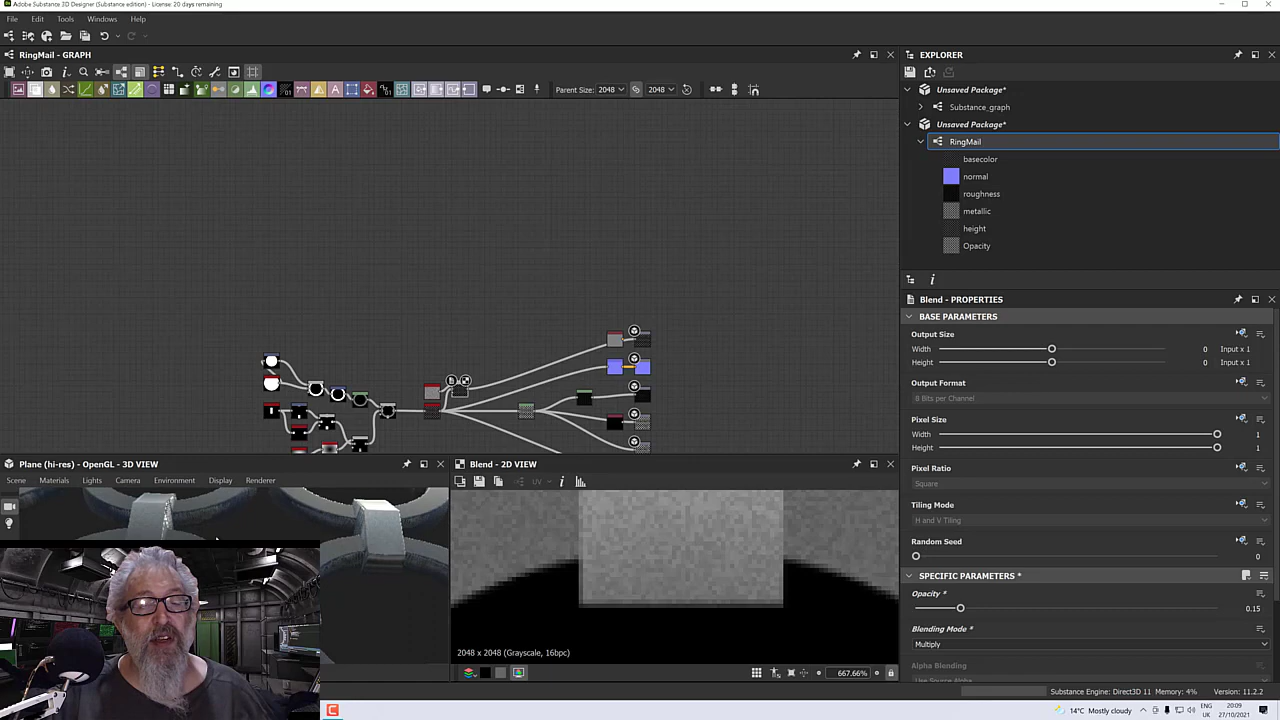 Adobe Substance 3D Designer (Substance edition) - License: 20 days remaining
File Edit Tools Windows Help
RingMail - GRAPH
Parent Size: 2048 2048
EXPLORER
Unsaved Package*
Substance_graph
Unsaved Package*
RingMail
basecolor
normal
roughness
metallic
height
Opacity
Blend - PROPERTIES
BASE PARAMETERS
Output Size
Width 0 Input x 1
Height 0 Input x 1
Output Format
8 Bits per Channel
Pixel Size
Width 1
Height 1
Pixel Ratio
Square
Tiling Mode
H and V Tiling
Random Seed
0
SPECIFIC PARAMETERS *
Opacity *
0.15
Blending Mode *
Multiply
Alpha Blending
Use Source Alpha
Plane (hi-res) - OpenGL - 3D VIEW
Scene Materials Lights Camera Environment Display Renderer
Blend - 2D VIEW
UV
2048 x 2048 (Grayscale, 16bpc)
667.66%
Substance Engine: Direct3D 11 Memory: 4% Version: 11.2.2
14°C Mostly cloudy
ENG
UK
20:09
27/10/2021